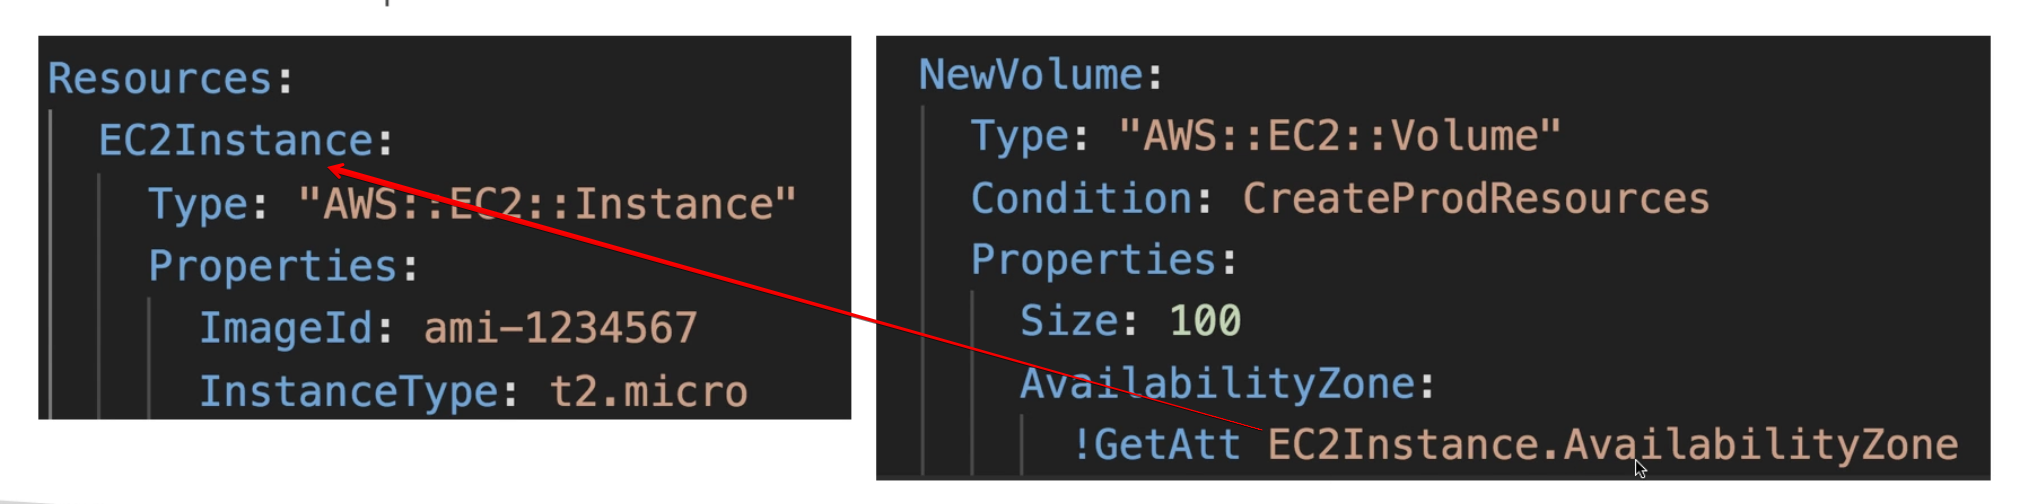 Resources:
EC2Instance:
Type: "AWS::EC2::Instance"
Properties:
ImageId: ami-1234567
InstanceType: t2.micro
NewVolume:
Type: "AWS::EC2::Volume"
Condition: CreateProdResources
Properties:
Size: 100
AvailabilityZone:
!GetAtt EC2Instance.AvailabilityZone